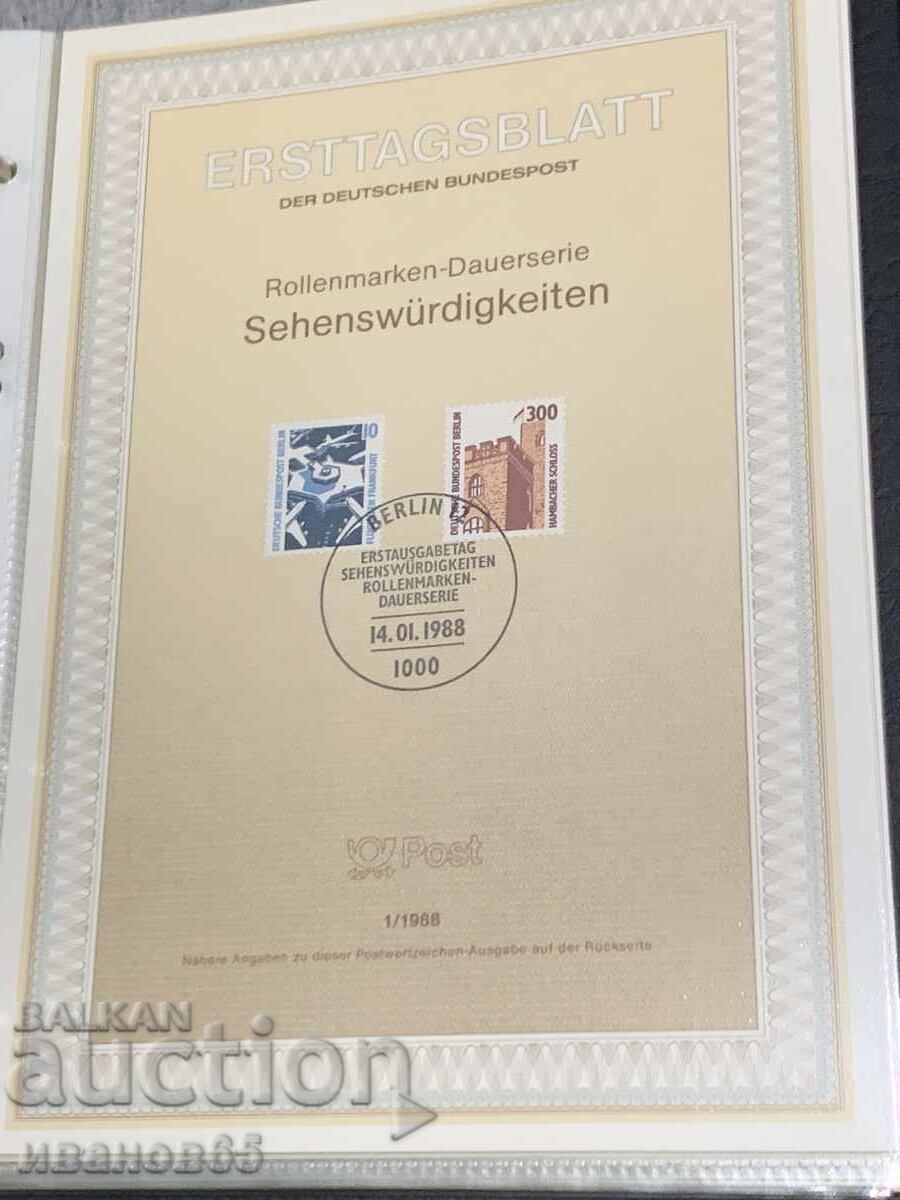 ERSTTAGSBLATT
DER DEUTSCHEN BUNDESPOST
Rollenmarken-Dauerserie
Sehenswürdigkeiten
10
DEUTSCHE BUNDESPOST BERLIN
FRANKFURT
300
DEUTSCHE BUNDESPOST BERLIN
HAMBACHER SCHLOSS
BERLIN 12
ERSTAUSGABETAG
SEHENSWÜRDIGKEITEN
ROLLENMARKEN-
DAUERSERIE
14.01.1988
1000
Post
1/1988
Nähere Angaben zu dieser Postwertzeichen-Ausgabe auf der Rückseite
BALKAN
auction
иванов65